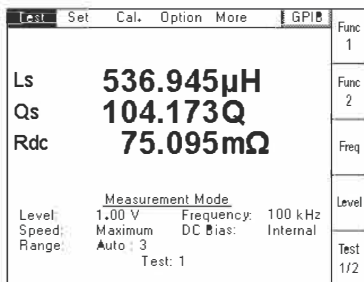 Test Set Cal. Option More GPIB
Func 1
Func 2
Freq
Level
Test 1/2
Ls 536.945µH
Qs 104.173Q
Rdc 75.095mΩ
Measurement Mode
Level: 1.00 V Frequency: 100 kHz
Speed: Maximum DC Bias: Internal
Range: Auto : 3
Test: 1